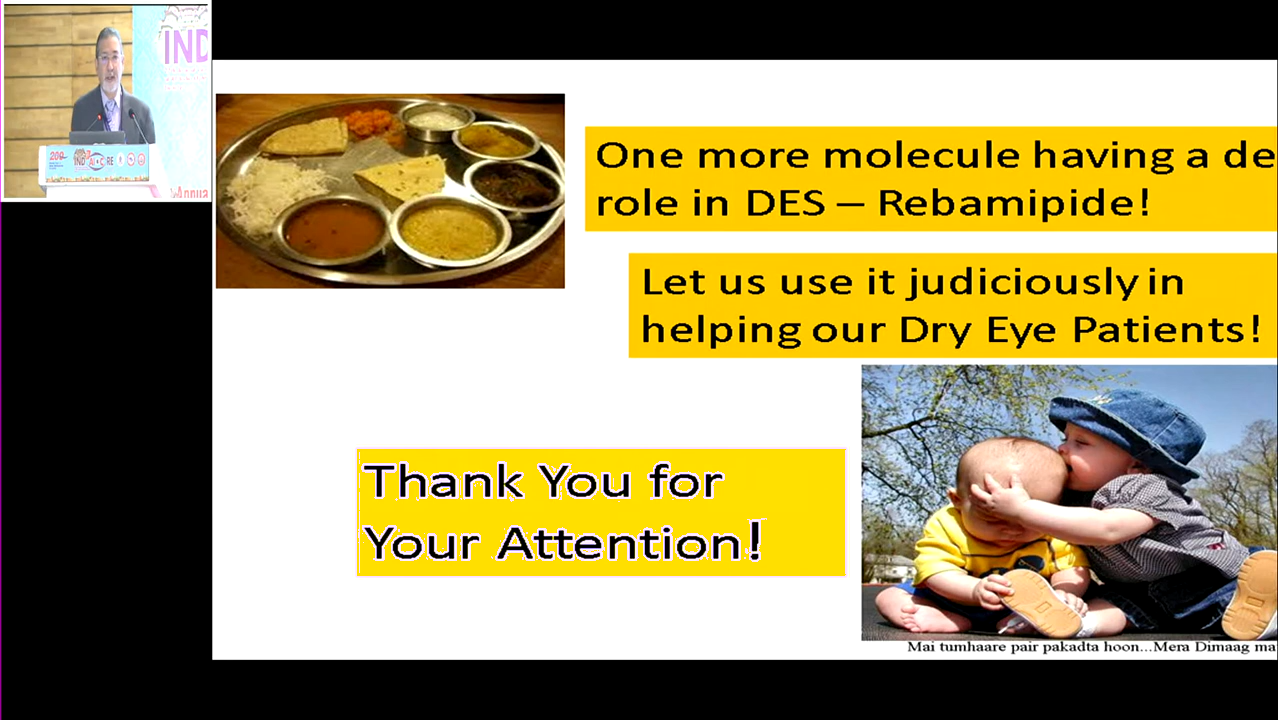 IND
One more molecule having a de
role in DES – Rebamipide!
Let us use it judiciously in
helping our Dry Eye Patients!
Thank You for
Your Attention!
Mai tumhaare pair pakadta hoon...Mera Dimaag ma